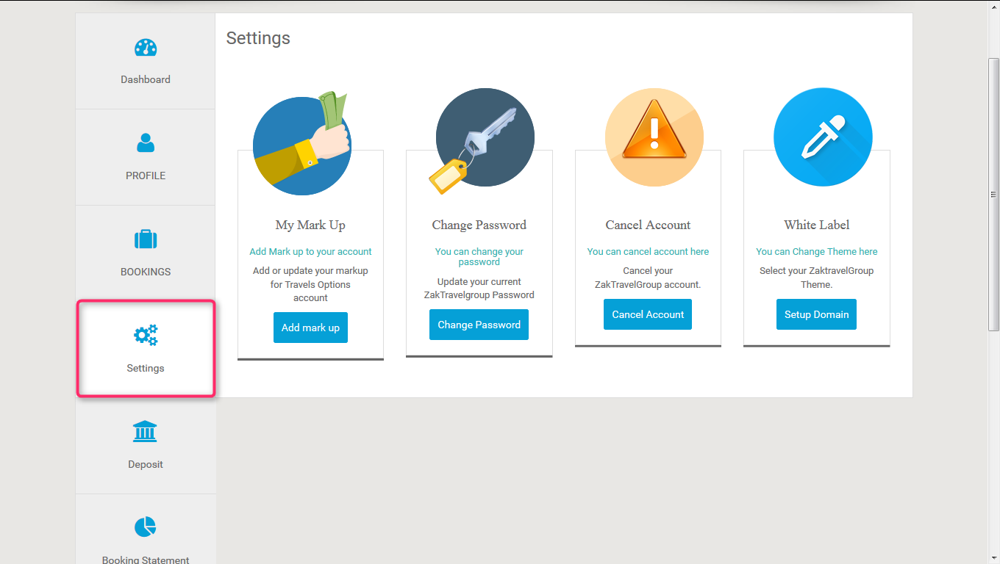 Dashboard
PROFILE
BOOKINGS
Settings
Deposit
Booking Statement
Settings
My Mark Up
Add Mark up to your account
Add or update your markup
for Travels Options
account
Add mark up
Change Password
You can change your
password
Update your current
ZakTravelgroup Password
Change Password
Cancel Account
You can cancel account here
Cancel your
ZakTravelGroup account.
Cancel Account
White Label
You can Change Theme here
Select your ZaktravelGroup
Theme.
Setup Domain